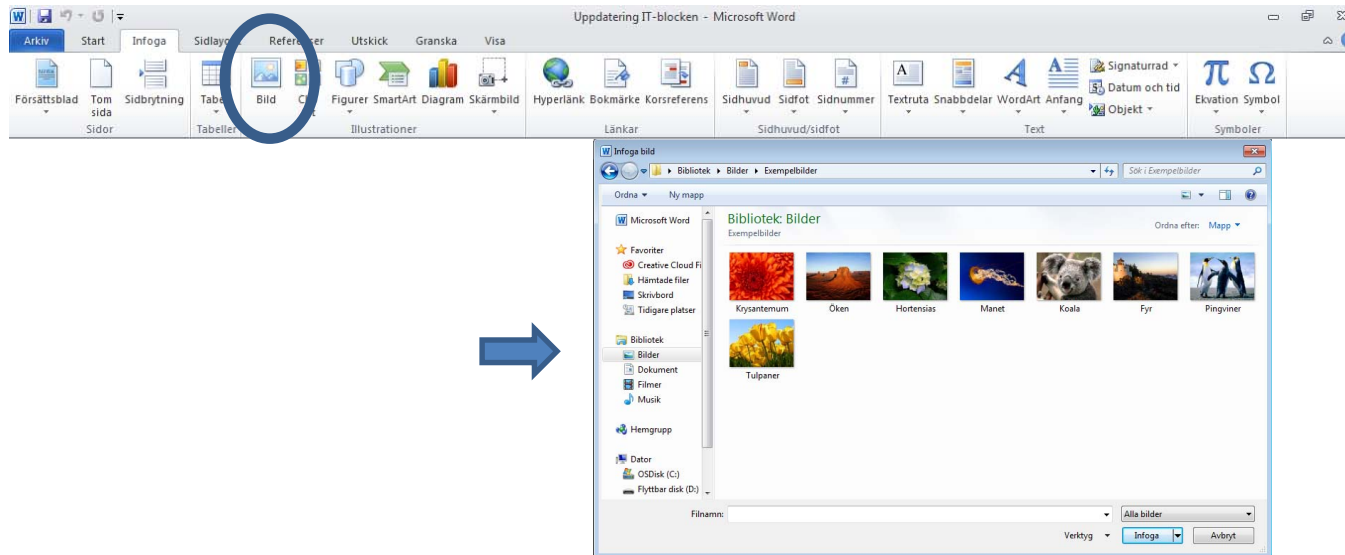 Uppdatering IT-blocken - Microsoft Word
Arkiv Start Infoga Utskick Granska Visa
Försättsblad Tom sida Sidbrytning Bild Figurer SmartArt Diagram Skärmbild Hyperlänk Bokmärke Korsreferens Sidhuvud Sidfot Sidnummer Textruta Snabbdelar WordArt Anfang Signaturrad Datum och tid Objekt Ekvation Symbol
Sidor Tabeller Illustrationer Länkar Sidhuvud/sidfot Text Symboler
Infoga bild
Bibliotek Bilder Exempelbilder Sök i Exempelbilder
Ordna Ny mapp
Microsoft Word
Favoriter
Creative Cloud Fi
Hämtade filer
Skrivbord
Tidigare platser
Bibliotek
Bilder
Dokument
Filmer
Musik
Hemgrupp
Dator
OSDisk (C:)
Flyttbar disk (D:)
Bibliotek: Bilder
Exempelbilder
Ordna efter: Mapp
Krysantemum Öken Hortensias Manet Koala Fyr Pingviner
Tulpaner
Filnamn: Alla bilder
Verktyg Infoga Avbryt